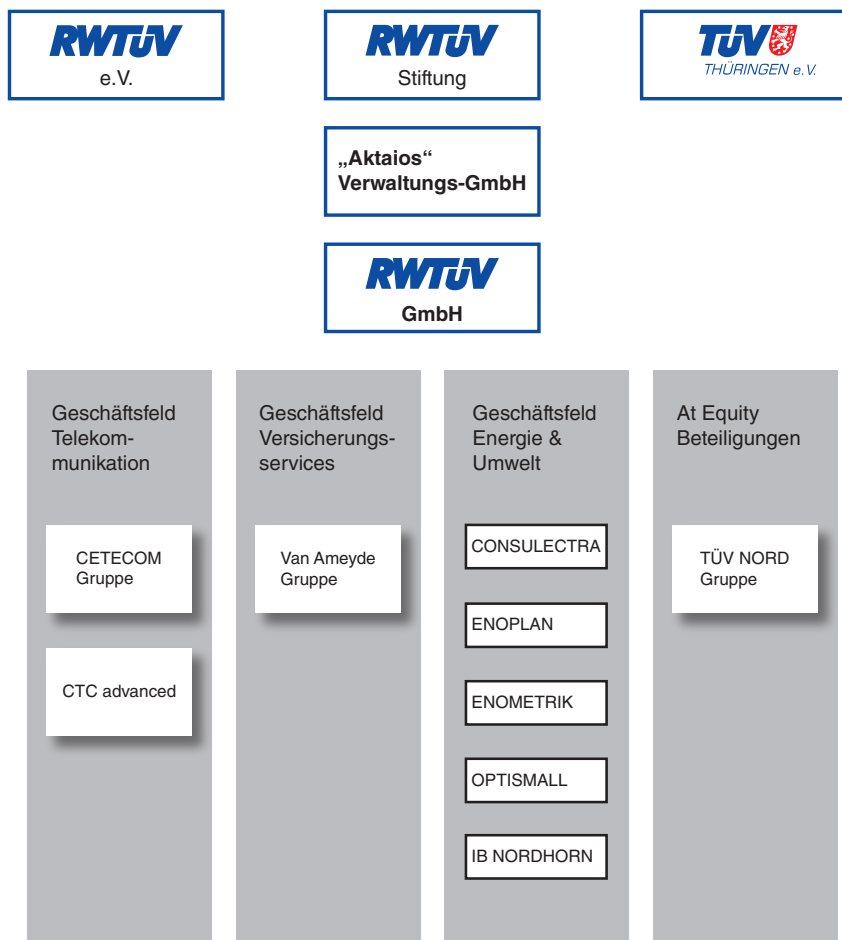 RWTÜV
e.V.
RWTÜV
Stiftung
TÜV
THÜRINGEN e.V.
„Aktaios“
Verwaltungs-GmbH
RWTÜV
GmbH
Geschäftsfeld
Telekom-
munikation
CETECOM
Gruppe
CTC advanced
Geschäftsfeld
Versicherungs-
services
Van Ameyde
Gruppe
Geschäftsfeld
Energie &
Umwelt
CONSULECTRA
ENOPLAN
ENOMETRIK
OPTISMALL
IB NORDHORN
At Equity
Beteiligungen
TÜV NORD
Gruppe